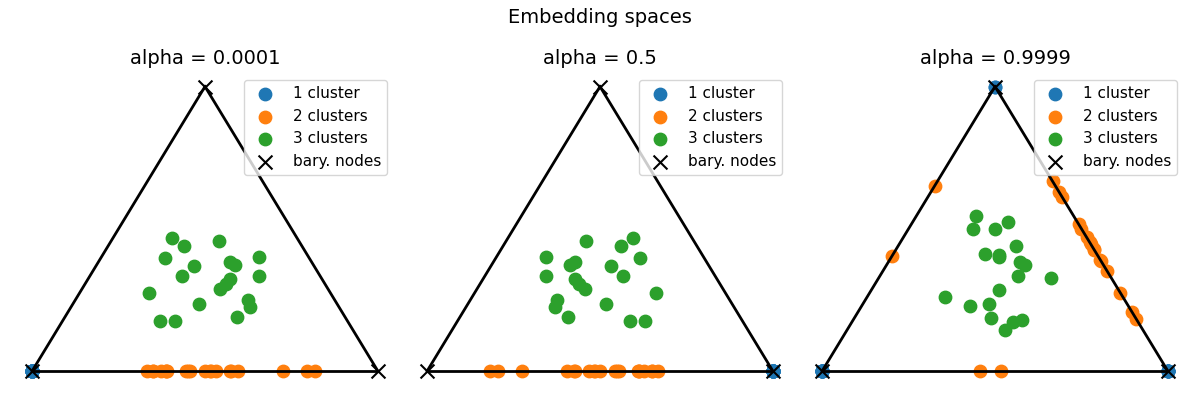 Embedding spaces
alpha = 0.0001
1 cluster
2 clusters
3 clusters
bary. nodes
alpha = 0.5
1 cluster
2 clusters
3 clusters
bary. nodes
alpha = 0.9999
1 cluster
2 clusters
3 clusters
bary. nodes